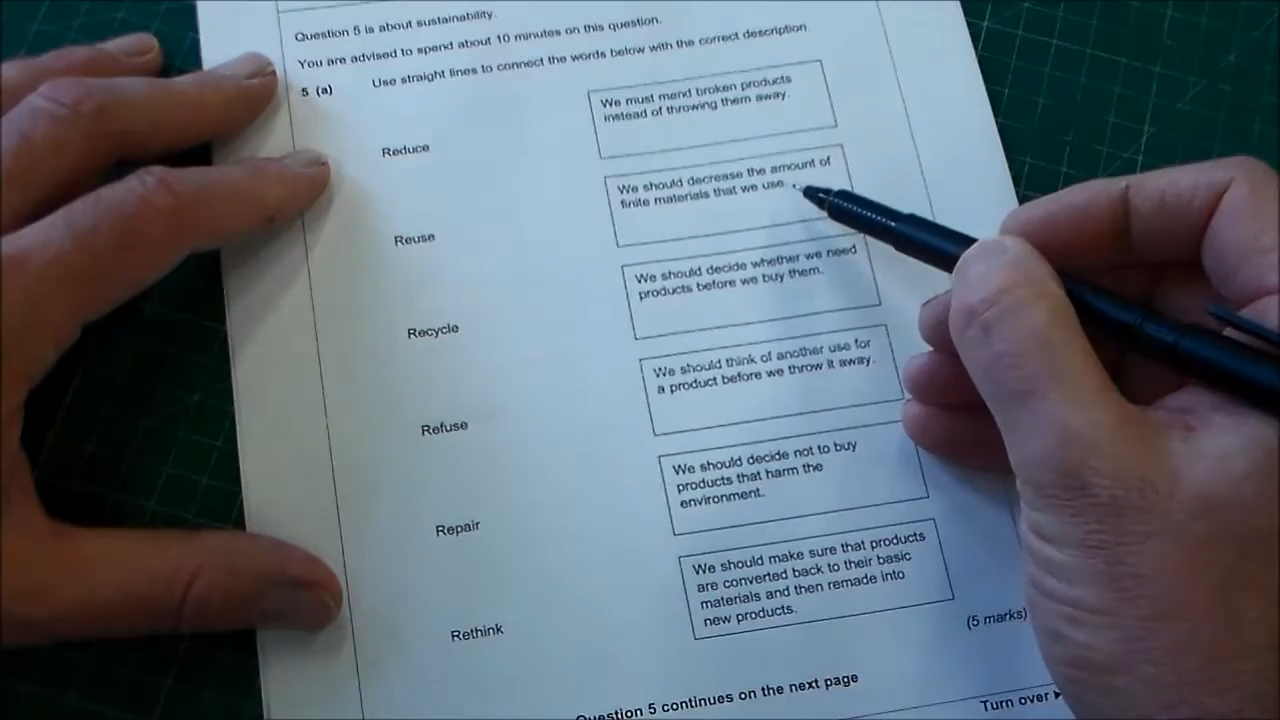 Question 5 is about sustainability.
You are advised to spend about 10 minutes on this question.
5 (a) Use straight lines to connect the words below with the correct description
We must mend broken products
instead of throwing them away.
Reduce
We should decrease the amount of
finite materials that we use.
Reuse
We should decide whether we need
products before we buy them.
Recycle
We should think of another use for
a product before we throw it away.
Refuse
We should decide not to buy
products that harm the
environment.
Repair
We should make sure that products
are converted back to their basic
materials and then remade into
new products.
Rethink
(5 marks)
Question 5 continues on the next page
Turn over